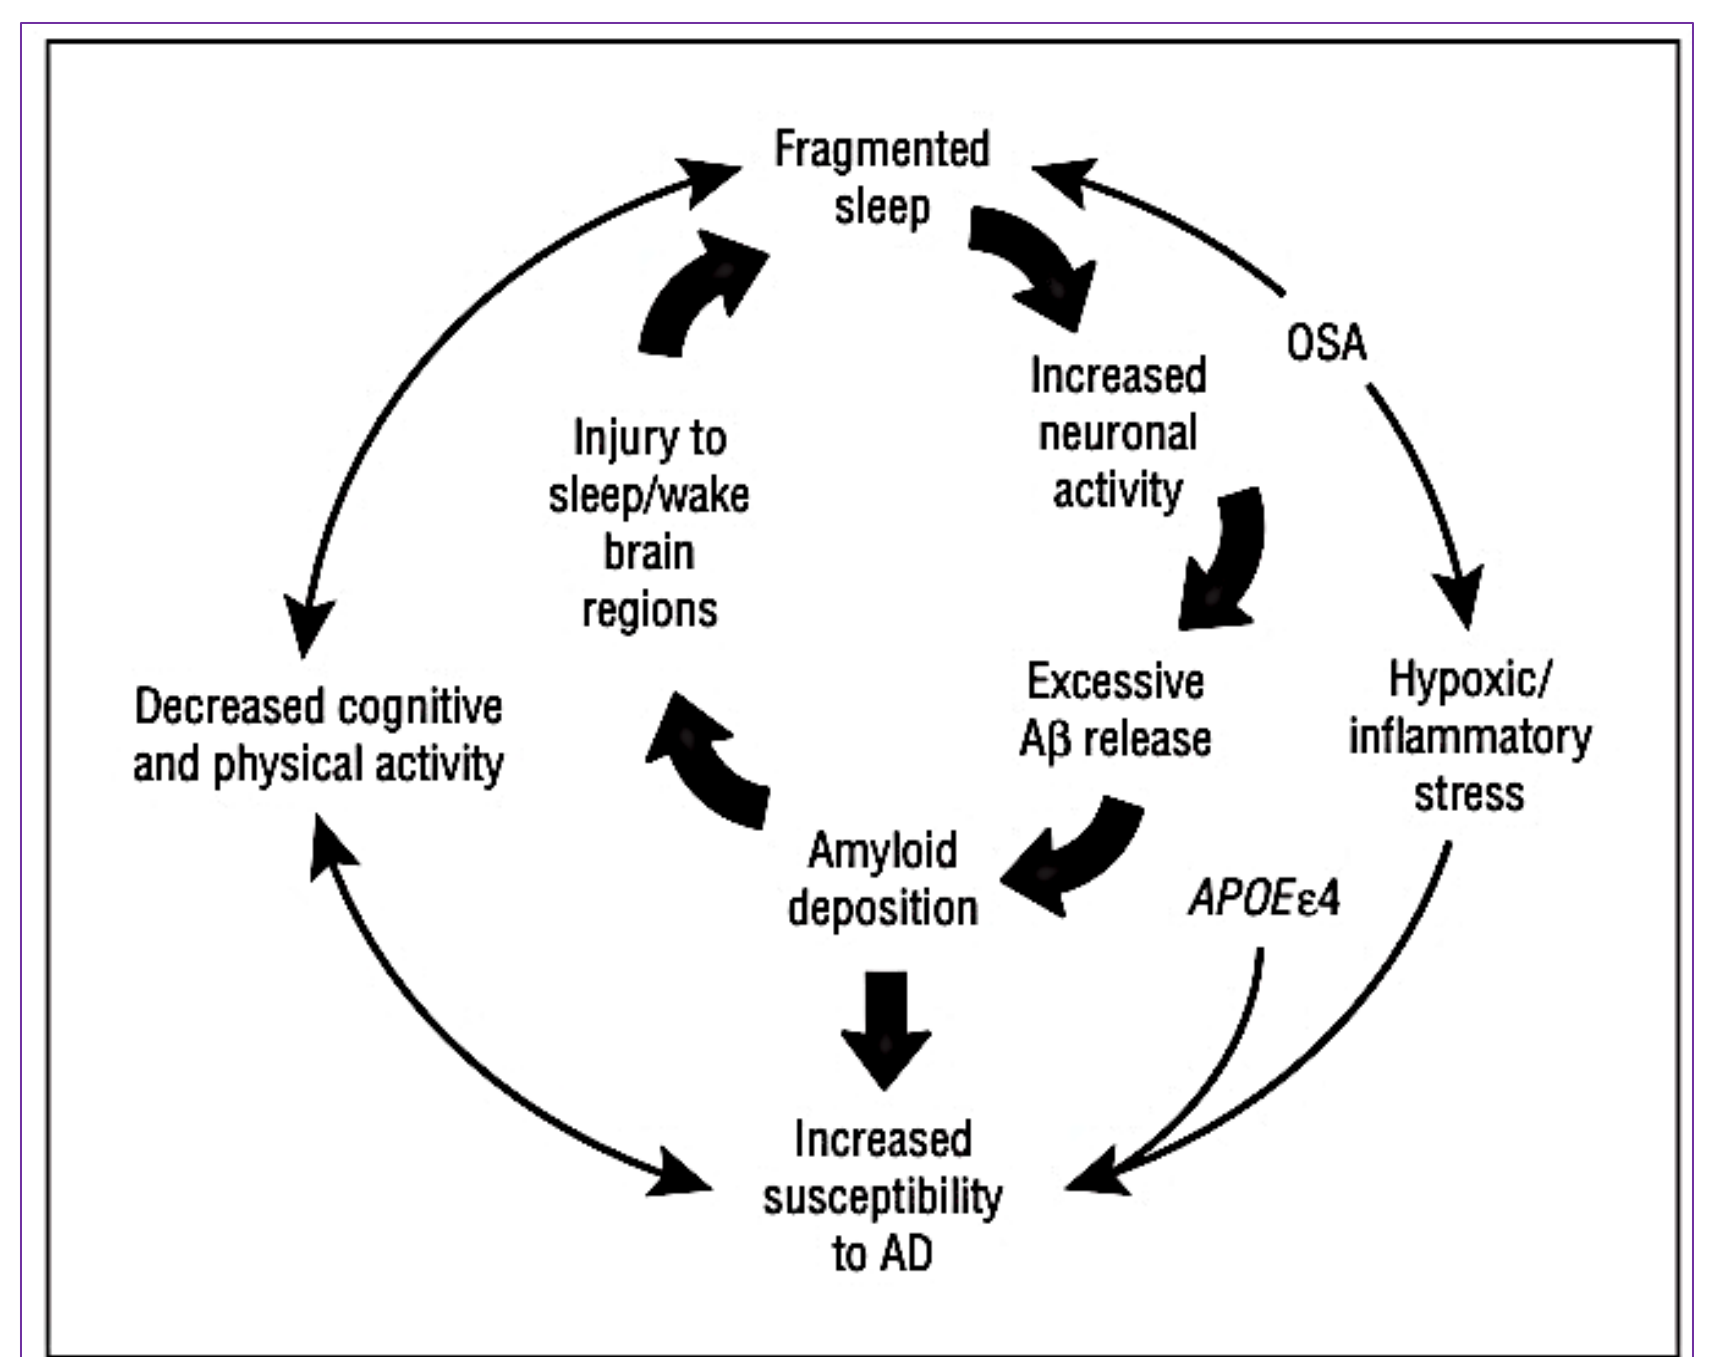 Fragmented
sleep
OSA
Increased
neuronal
activity
Injury to
sleep/wake
brain
regions
Excessive
Aβ release
Hypoxic/
inflammatory
stress
Decreased cognitive
and physical activity
Amyloid
deposition
APOEε4
Increased
susceptibility
to AD